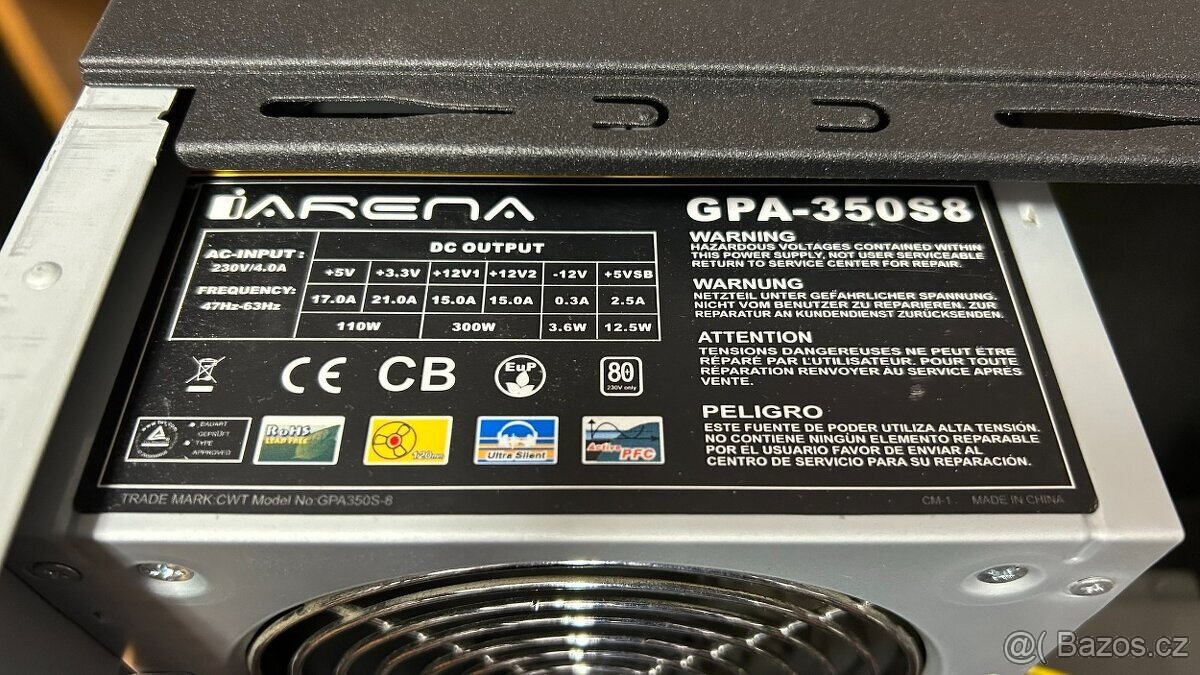 iARENA
GPA-350S8
AC-INPUT:
230V/4.0A
FREQUENCY:
47Hz-63Hz
DC OUTPUT
+5V +3.3V +12V1 +12V2 -12V +5VSB
17.0A 21.0A 15.0A 15.0A 0.3A 2.5A
110W 300W 3.6W 12.5W
WARNING
HAZARDOUS VOLTAGES CONTAINED WITHIN
THIS POWER SUPPLY, NOT USER SERVICEABLE
RETURN TO SERVICE CENTER FOR REPAIR.
WARNUNG
NETZTEIL UNTER GEFÄHRLICHER SPANNUNG.
NICHT VOM BENUTZER ZU REPARIEREN. ZUR
REPARATUR AN KUNDENDIENST ZURÜCKSENDEN.
ATTENTION
TENSIONS DANGEREUSES NE PEUT ÊTRE
RÉPARÉ PAR L'UTILISATEUR. POUR TOUTE
RÉPARATION RENVOYER AU SERVICE APRÉS
VENTE.
PELIGRO
ESTE FUENTE DE PODER UTILIZA ALTA TENSIÓN.
NO CONTIENE NINGÚN ELEMENTO REPARABLE
POR EL USUARIO FAVOR DE ENVIAR AL
CENTRO DE SERVICIO PARA SU REPARACIÓN.
CE CB EuP 80
230V only
BAUART
GEPRÜFT
TYPE
APPROVED
RoHS
LEAD FREE
120mm
Ultra Silent
Active
PFC
TRADE MARK:CWT Model No:GPA350S-8
CM-1. MADE IN CHINA
@( Bazos.cz